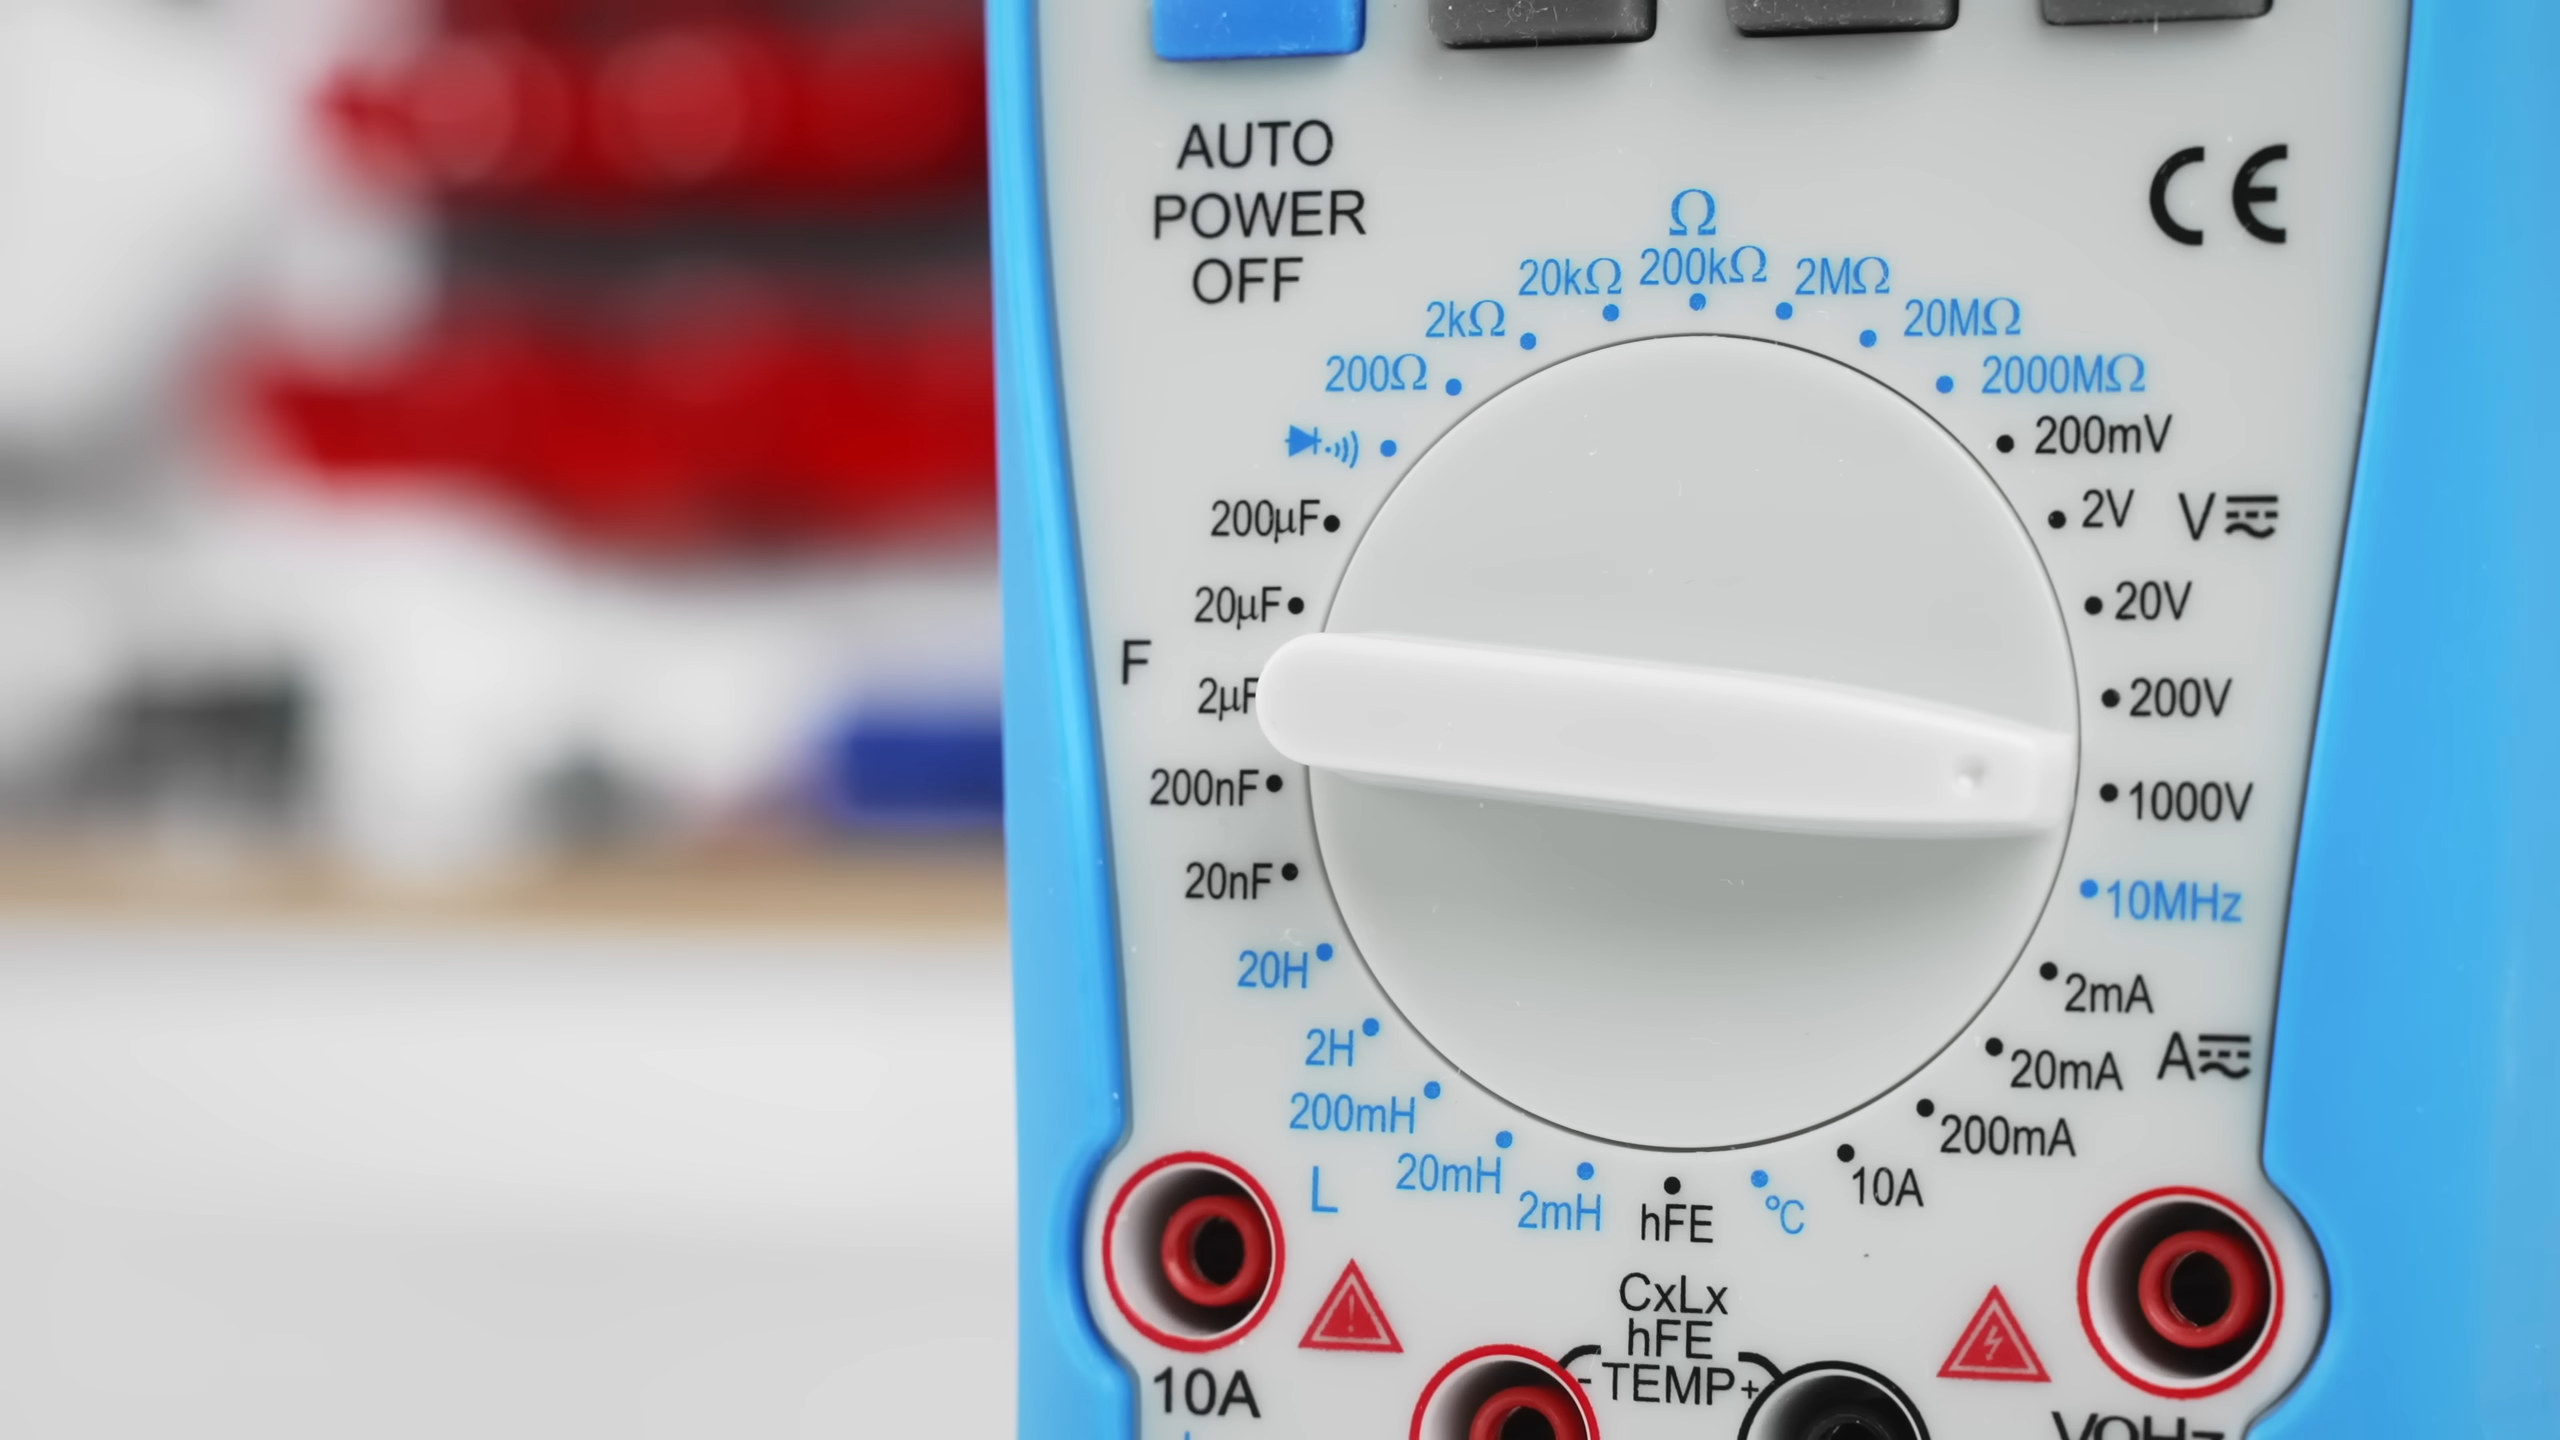 AUTO
POWER
OFF
CE
Ω
200Ω
2kΩ
20kΩ
200kΩ
2MΩ
20MΩ
2000MΩ
200mV
2V
V
20V
200V
1000V
10MHz
2mA
20mA
A
200mA
10A
°C
hFE
2mH
20mH
L
200mH
2H
20H
20nF
200nF
2µF
F
20µF
200µF
CxLx
hFE
- TEMP +
10A
VΩHz